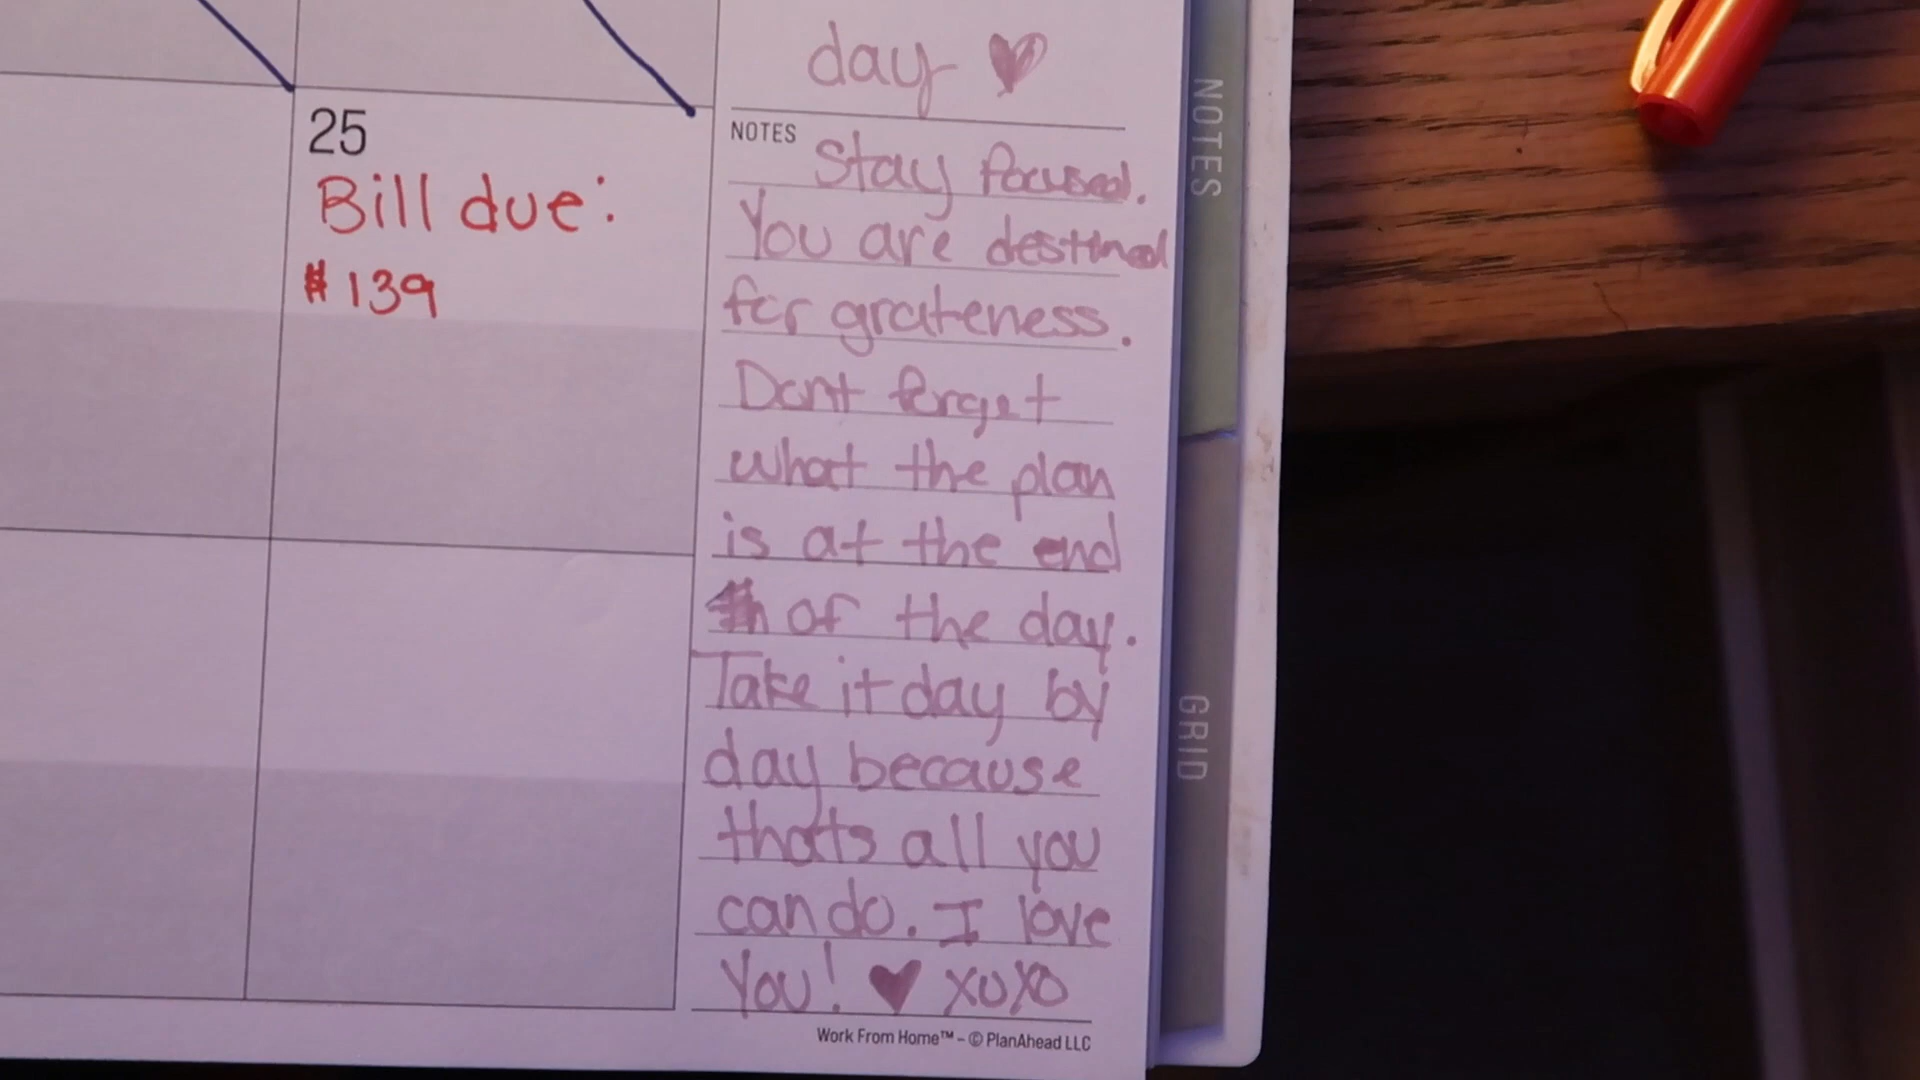 day ♥
25
Bill due:
$139
NOTES
Stay focused.
You are destined
for grateness.
Dont forget
what the plan
is at the end
of the day.
Take it day by
day because
thats all you
can do. I love
You! ♥ XOXO
Work From Home™ – © PlanAhead LLC
NOTES
GRID